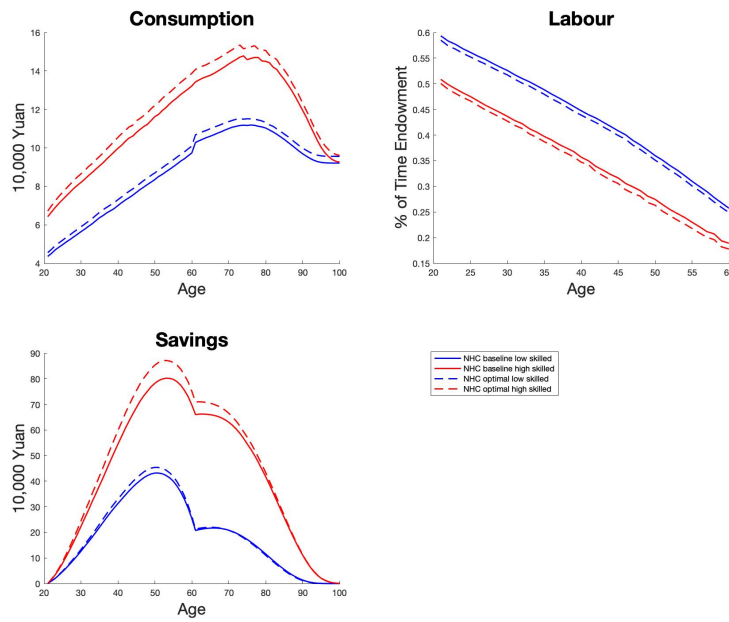 Consumption
16
14
12
10
8
6
4
10,000 Yuan
20 30 40 50 60 70 80 90 100
Age
Labour
0.6
0.55
0.5
0.45
0.4
0.35
0.3
0.25
0.2
0.15
% of Time Endowment
20 25 30 35 40 45 50 55
Age
Savings
90
80
70
60
50
40
30
20
10
0
10,000 Yuan
20 30 40 50 60 70 80 90 100
Age
NHC baseline low skilled
NHC baseline high skilled
NHC optimal low skilled
NHC optimal high skilled